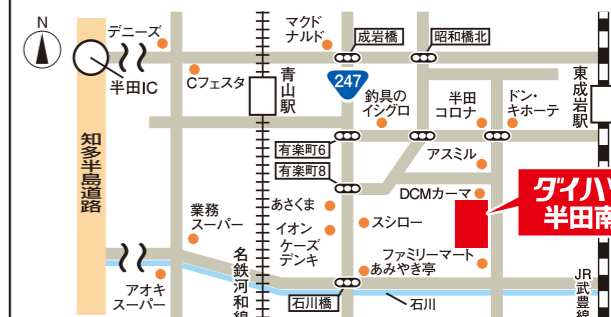 N
デニーズ
マクド
ナルド
成岩橋
昭和橋北
半田IC
Cフェスタ
青山駅
247
釣具の
イシグロ
半田
コロナ
ドン・
キホーテ
東成岩駅
知多半島道路
有楽町6
有楽町8
アスミル
DCMカーマ
ダイハツ
半田南
業務
スーパー
あさくま
イオン
ケーズ
デンキ
スシロー
ファミリーマート
あみやき亭
アオキ
スーパー
名鉄河和線
石川橋
石川
JR武豊線